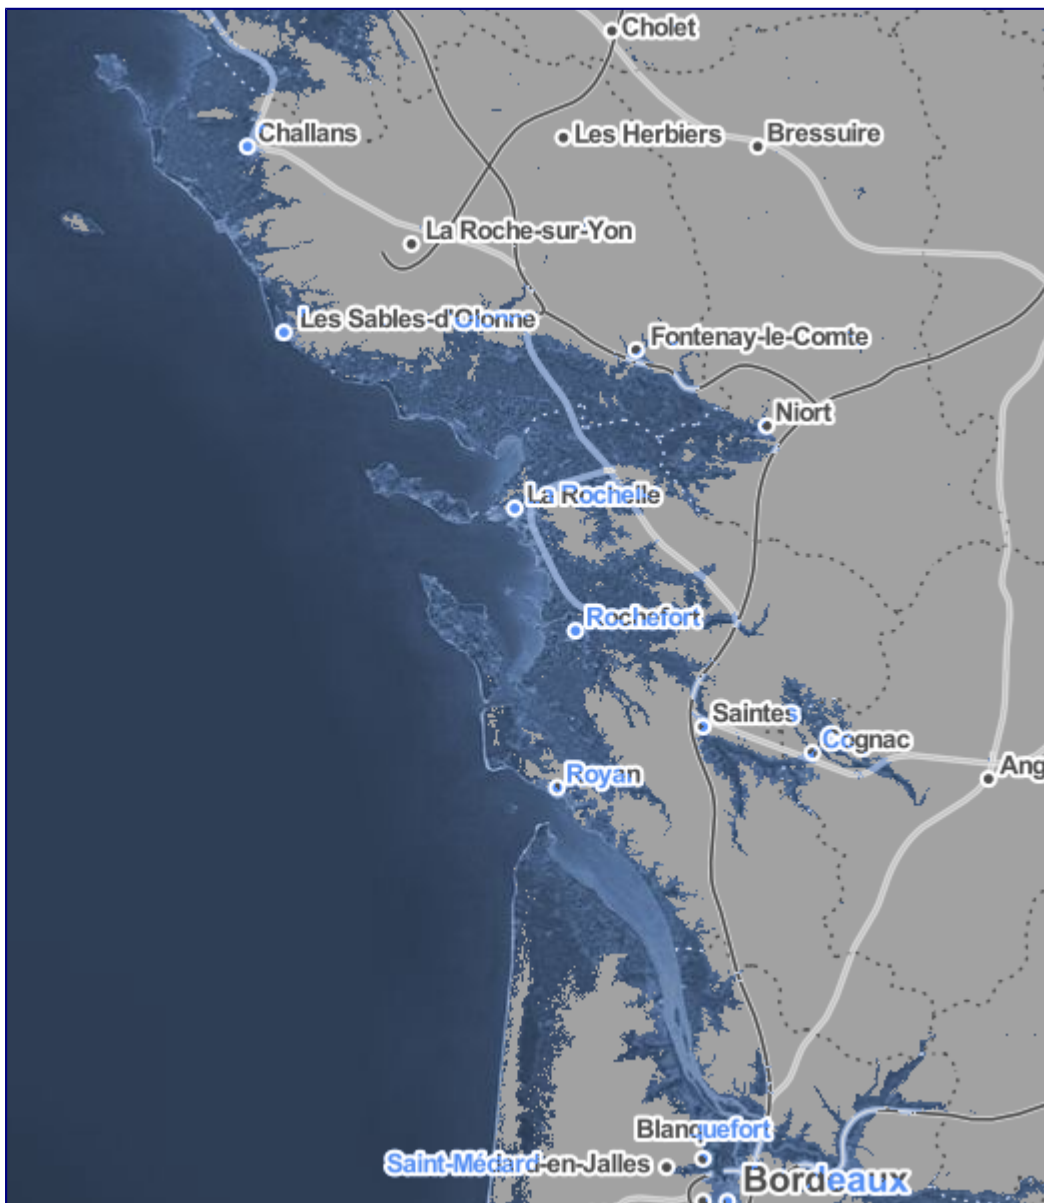 Cholet
Challans
Les Herbiers
Bressuire
La Roche-sur-Yon
Les Sables-d'Olonne
Fontenay-le-Comte
Niort
La Rochelle
Rochefort
Saintes
Cognac
Royan
Ang
Blanquefort
Saint-Médard-en-Jalles
Bordeaux